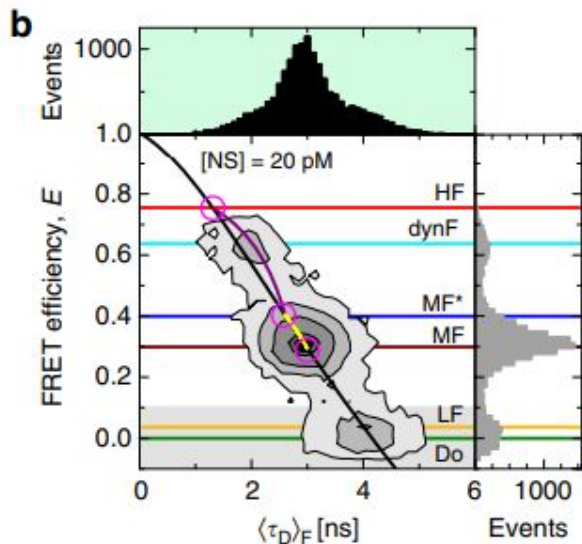 b
Events
1000
1.0
[NS] = 20 pM
HF
0.8
dynF
0.6
FRET efficiency, E
MF*
0.4
MF
0.2
LF
0.0
Do
0 2 4 6 1000
⟨τD⟩F [ns] Events